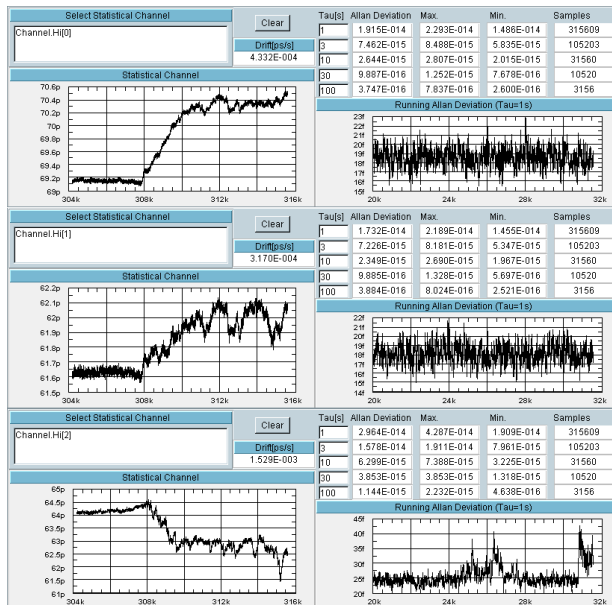 Select Statistical Channel
Channel.Hi[0]
Clear
Drift[ps/s]
4.332E-004
Tau[s] Allan Deviation Max. Min. Samples
1 1.915E-014 2.293E-014 1.486E-014 315609
3 7.462E-015 8.488E-015 5.835E-015 105203
10 2.644E-015 2.807E-015 2.015E-015 31560
30 9.887E-016 1.252E-015 7.678E-016 10520
100 3.747E-016 7.837E-016 2.600E-016 3156
Statistical Channel
70.6p
70.4p
70.2p
70p
69.8p
69.6p
69.4p
69.2p
69p
304k 308k 312k 316k
Running Allan Deviation (Tau=1s)
23f
22f
21f
20f
19f
18f
17f
16f
15f
20k 24k 28k 32k
Select Statistical Channel
Channel.Hi[1]
Clear
Drift[ps/s]
3.170E-004
Tau[s] Allan Deviation Max. Min. Samples
1 1.732E-014 2.189E-014 1.455E-014 315609
3 7.226E-015 8.181E-015 5.347E-015 105203
10 2.349E-015 2.690E-015 1.967E-015 31560
30 9.885E-016 1.328E-015 5.697E-016 10520
100 3.884E-016 8.024E-016 2.521E-016 3156
Statistical Channel
62.2p
62.1p
62p
61.9p
61.8p
61.7p
61.6p
61.5p
304k 308k 312k 316k
Running Allan Deviation (Tau=1s)
22f
21f
20f
19f
18f
17f
16f
15f
14f
20k 24k 28k 32k
Select Statistical Channel
Channel.Hi[2]
Clear
Drift[ps/s]
1.529E-003
Tau[s] Allan Deviation Max. Min. Samples
1 2.964E-014 4.287E-014 1.909E-014 315609
3 1.578E-014 1.911E-014 7.961E-015 105203
10 6.299E-015 7.388E-015 3.225E-015 31560
30 3.853E-015 3.853E-015 1.318E-015 10520
100 1.144E-015 2.232E-015 4.638E-016 3156
Statistical Channel
65p
64.5p
64p
63.5p
63p
62.5p
62p
61.5p
61p
304k 308k 312k 316k
Running Allan Deviation (Tau=1s)
45f
40f
35f
30f
25f
20f
20k 24k 28k 32k